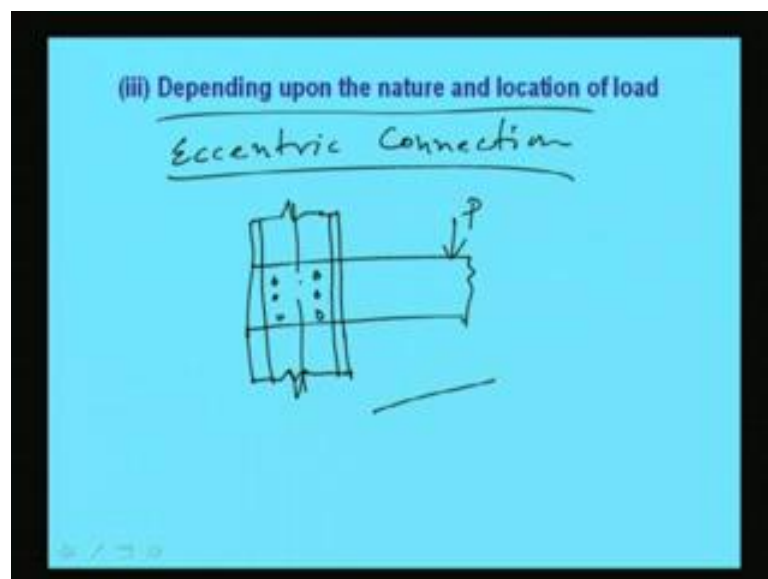 (iii) Depending upon the nature and location of load
Eccentric Connection
P